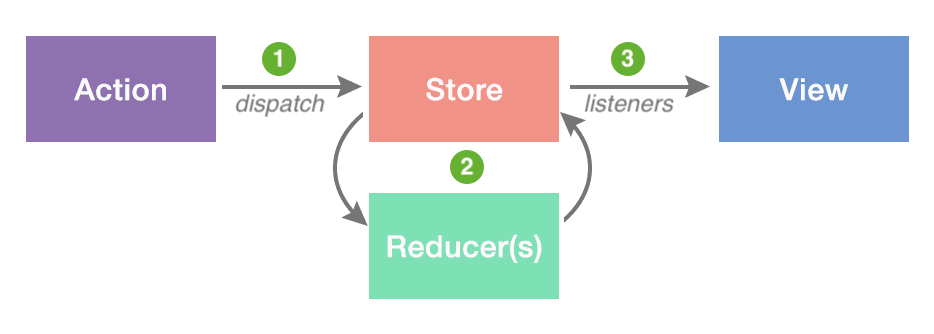 1
3
Action
dispatch
Store
listeners
View
2
Reducer(s)